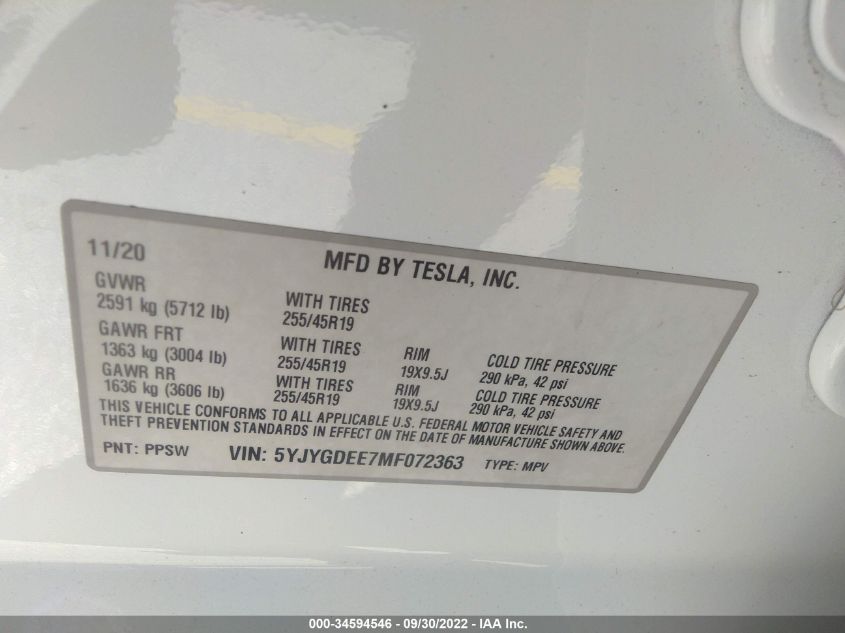 11/20
MFD BY TESLA, INC.
GVWR
2591 kg (5712 lb)
WITH TIRES
255/45R19
GAWR FRT
1363 kg (3004 lb)
WITH TIRES
255/45R19
RIM
19X9.5J
COLD TIRE PRESSURE
290 kPa, 42 psi
GAWR RR
1636 kg (3606 lb)
WITH TIRES
255/45R19
RIM
19X9.5J
COLD TIRE PRESSURE
290 kPa, 42 psi
THIS VEHICLE CONFORMS TO ALL APPLICABLE U.S. FEDERAL MOTOR VEHICLE SAFETY AND
THEFT PREVENTION STANDARDS IN EFFECT ON THE DATE OF MANUFACTURE SHOWN ABOVE.
PNT: PPSW VIN: 5YJYGDEE7MF072363 TYPE: MPV
000-34594546 - 09/30/2022 - IAA Inc.